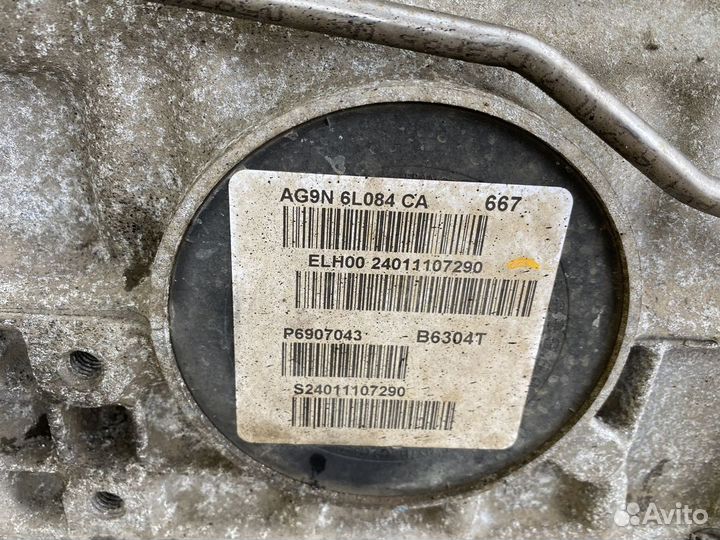 AG9N 6L084 CA 667
ELH00 24011107290
P6907043 B6304T
S24011107290
Avito